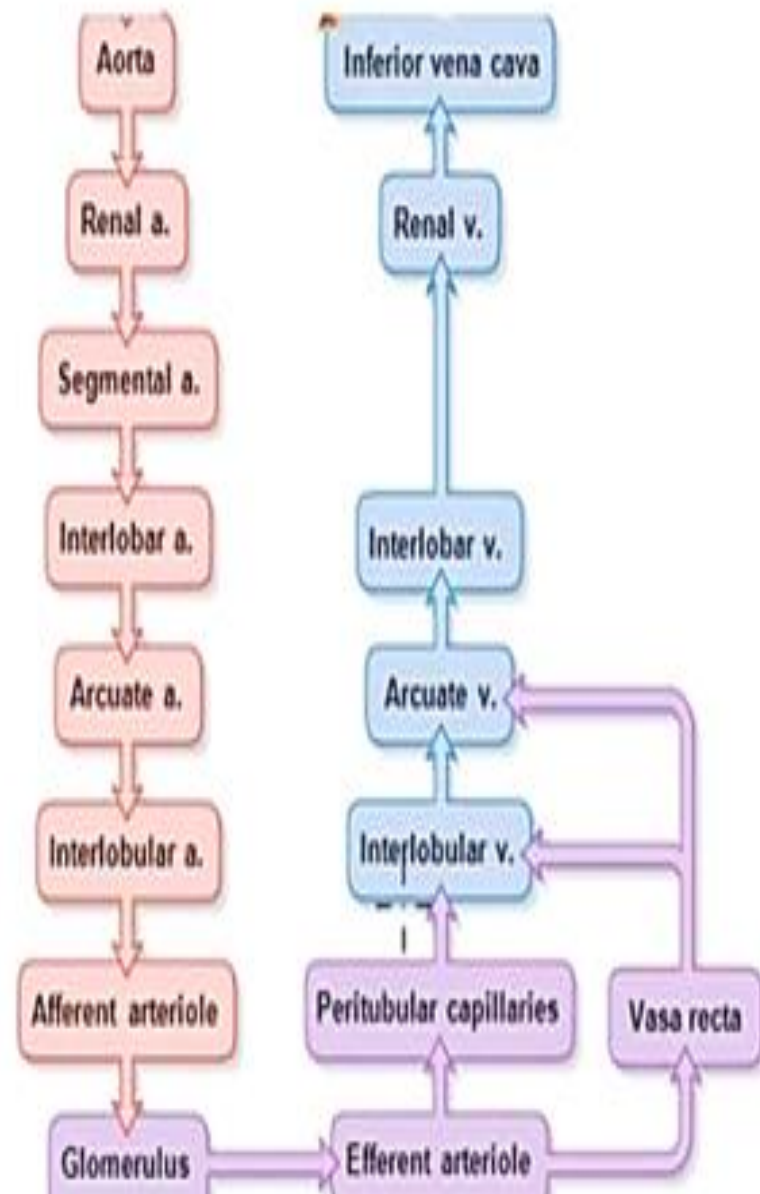 Aorta
Renal a.
Segmental a.
Interlobar a.
Arcuate a.
Interlobular a.
Afferent arteriole
Glomerulus
Efferent arteriole
Peritubular capillaries
Vasa recta
Interlobular v.
Arcuate v.
Interlobar v.
Renal v.
Inferior vena cava